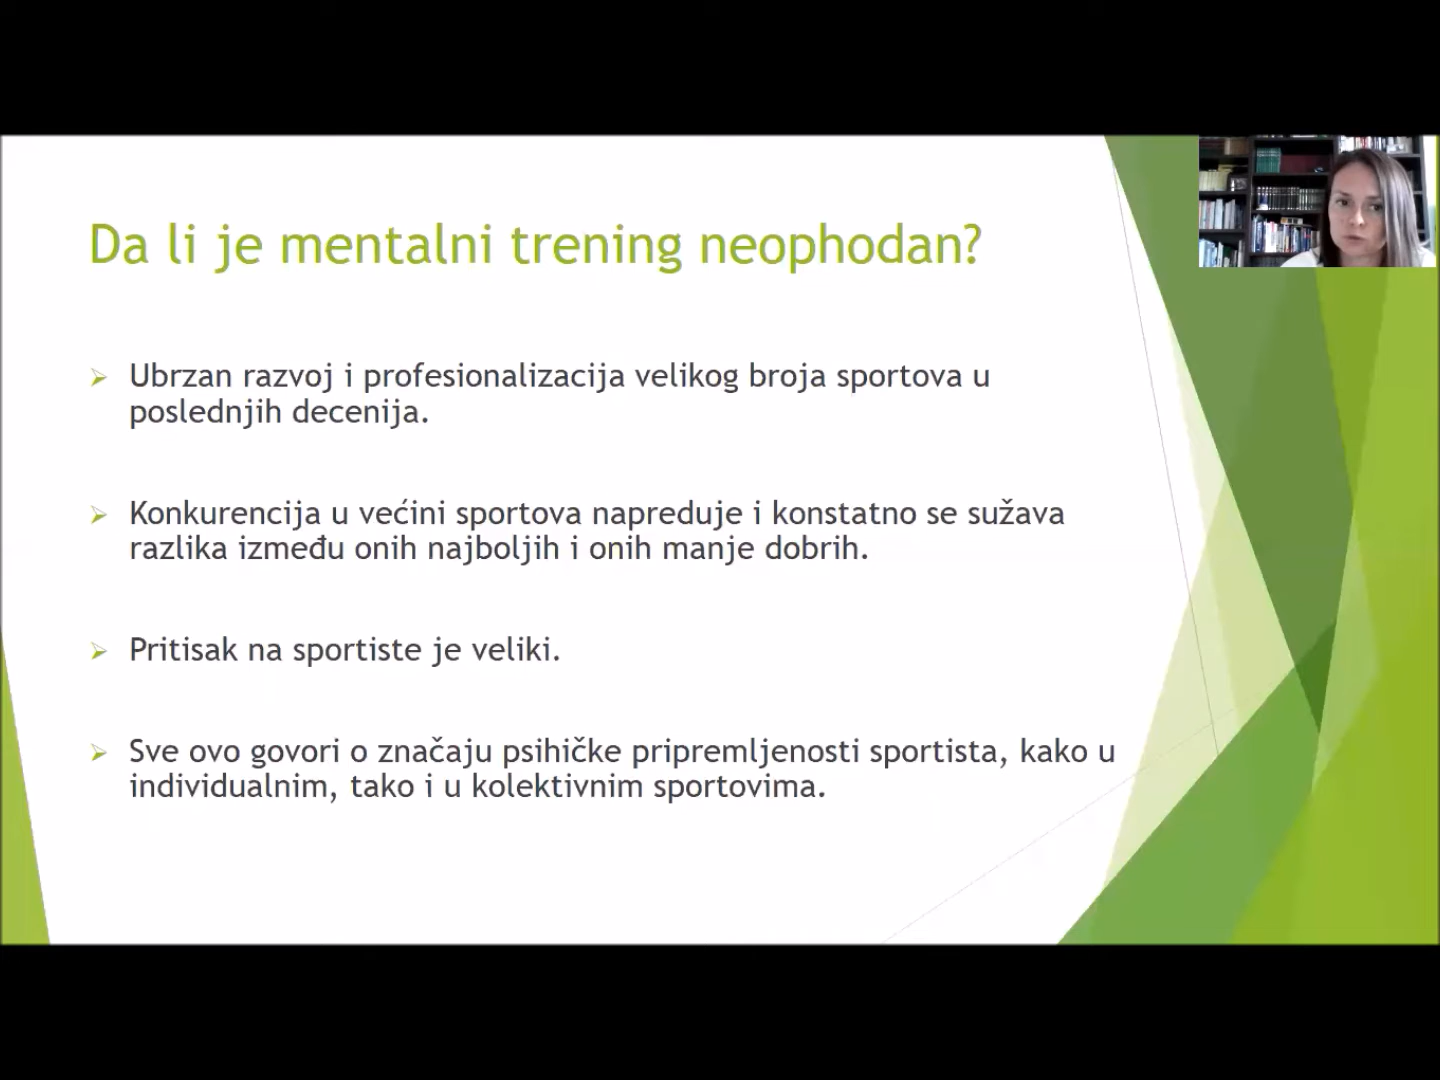 Da li je mentalni trening neophodan?
Ubrzan razvoj i profesionalizacija velikog broja sportova u
poslednjih decenija.
Konkurencija u većini sportova napreduje i konstatno se sužava
razlika između onih najboljih i onih manje dobrih.
Pritisak na sportiste je veliki.
Sve ovo govori o značaju psihičke pripremljenosti sportista, kako u
individualnim, tako i u kolektivnim sportovima.